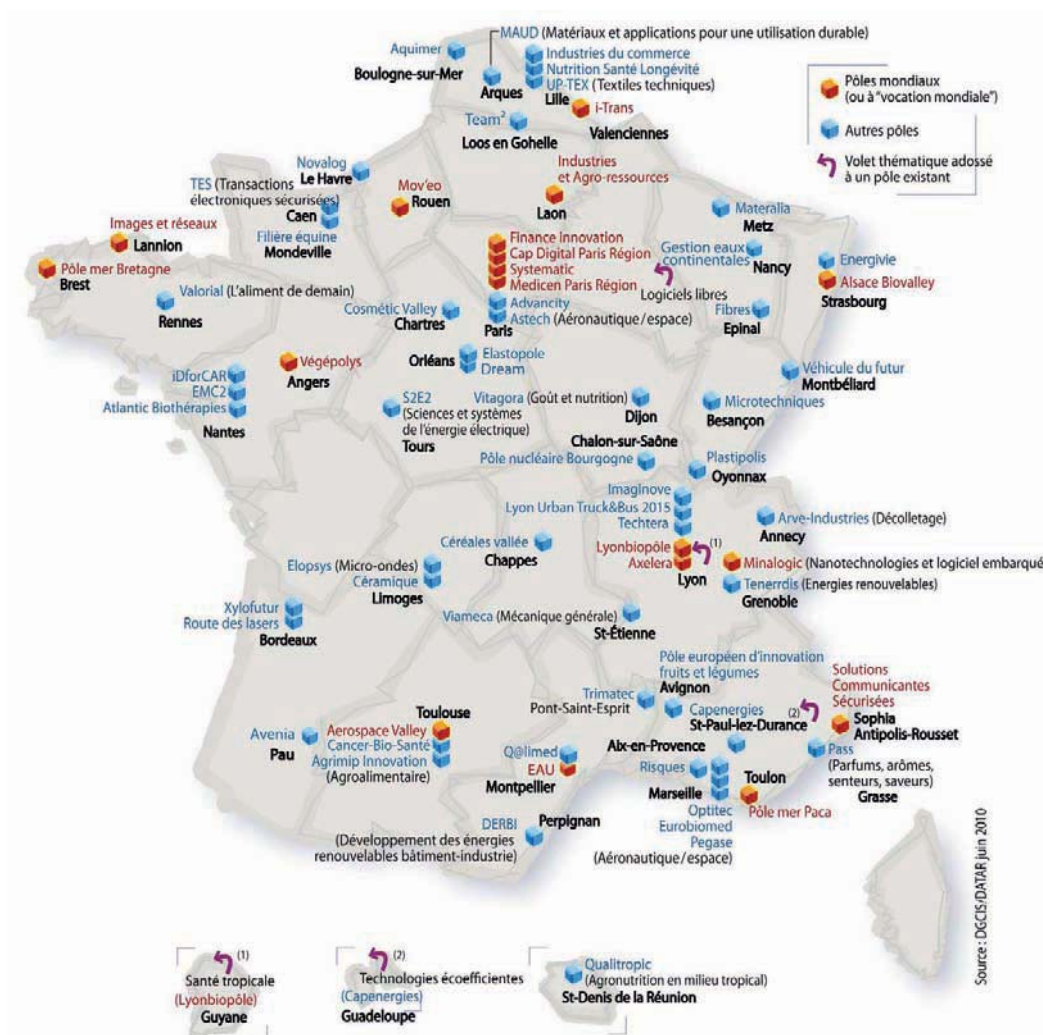 MAUD (Matériaux et applications pour une utilisation durable)
Aquimer
Boulogne-sur-Mer
Arques
Industries du commerce
Nutrition Santé Longévité
UP-TEX (Textiles techniques)
Lille
i-Trans
Valenciennes
Team²
Loos en Gohelle
Pôles mondiaux
(ou à "vocation mondiale")
Autres pôles
Volet thématique adossé
à un pôle existant
Novalog
Le Havre
TES (Transactions
électroniques sécurisées)
Caen
Filière équine
Mondeville
Mov'eo
Rouen
Industries
et Agro-ressources
Laon
Materalia
Metz
Images et réseaux
Lannion
Pôle mer Bretagne
Brest
Valorial (L'aliment de demain)
Rennes
Finance Innovation
Cap Digital Paris Région
Systematic
Medicen Paris Région
Advancity
Astech (Aéronautique/espace)
Paris
Logiciels libres
Gestion eaux
continentales
Nancy
Energivie
Alsace Biovalley
Strasbourg
Cosmétic Valley
Chartres
Fibres
Epinal
Végépolys
Angers
Orléans
Elastopole
Dream
Véhicule du futur
Montbéliard
iDforCAR
EMC2
Atlantic Biothérapies
Nantes
S2E2
(Sciences et systèmes
de l'énergie électrique)
Tours
Vitagora (Goût et nutrition)
Dijon
Microtechniques
Besançon
Chalon-sur-Saône
Pôle nucléaire Bourgogne
Plastipolis
Oyonnax
Imaginove
Lyon Urban Truck&Bus 2015
Techtera
Lyonbiopôle
(1)
Axelera
Lyon
Arve-Industries (Décolletage)
Annecy
Céréales vallée
Chappes
Minalogic (Nanotechnologies et logiciel embarqué
Tenerrdis (Energies renouvelables)
Grenoble
Elopsys (Micro-ondes)
Céramique
Limoges
Xylofutur
Route des lasers
Bordeaux
Viameca (Mécanique générale)
St-Étienne
Pôle européen d'innovation
fruits et légumes
Avignon
Trimatec
Pont-Saint-Esprit
Capenergies
St-Paul-lez-Durance
(2)
Solutions
Communicantes
Sécurisées
Sophia
Antipolis-Rousset
Avenia
Pau
Toulouse
Aerospace Valley
Cancer-Bio-Santé
Agrimip Innovation
(Agroalimentaire)
Q@limed
EAU
Montpellier
Aix-en-Provence
Risques
Marseille
Optitec
Eurobiomed
Pegase
(Aéronautique/espace)
Toulon
Pôle mer Paca
Pass
(Parfums, arômes,
senteurs, saveurs)
Grasse
DERBI
Perpignan
(Développement des énergies
renouvelables bâtiment-industrie)
Source : DGCIS/DATAR juin 2010
(1)
Santé tropicale
(Lyonbiopôle)
Guyane
(2)
Technologies écoefficientes
(Capenergies)
Guadeloupe
Qualitropic
(Agronutrition en milieu tropical)
St-Denis de la Réunion